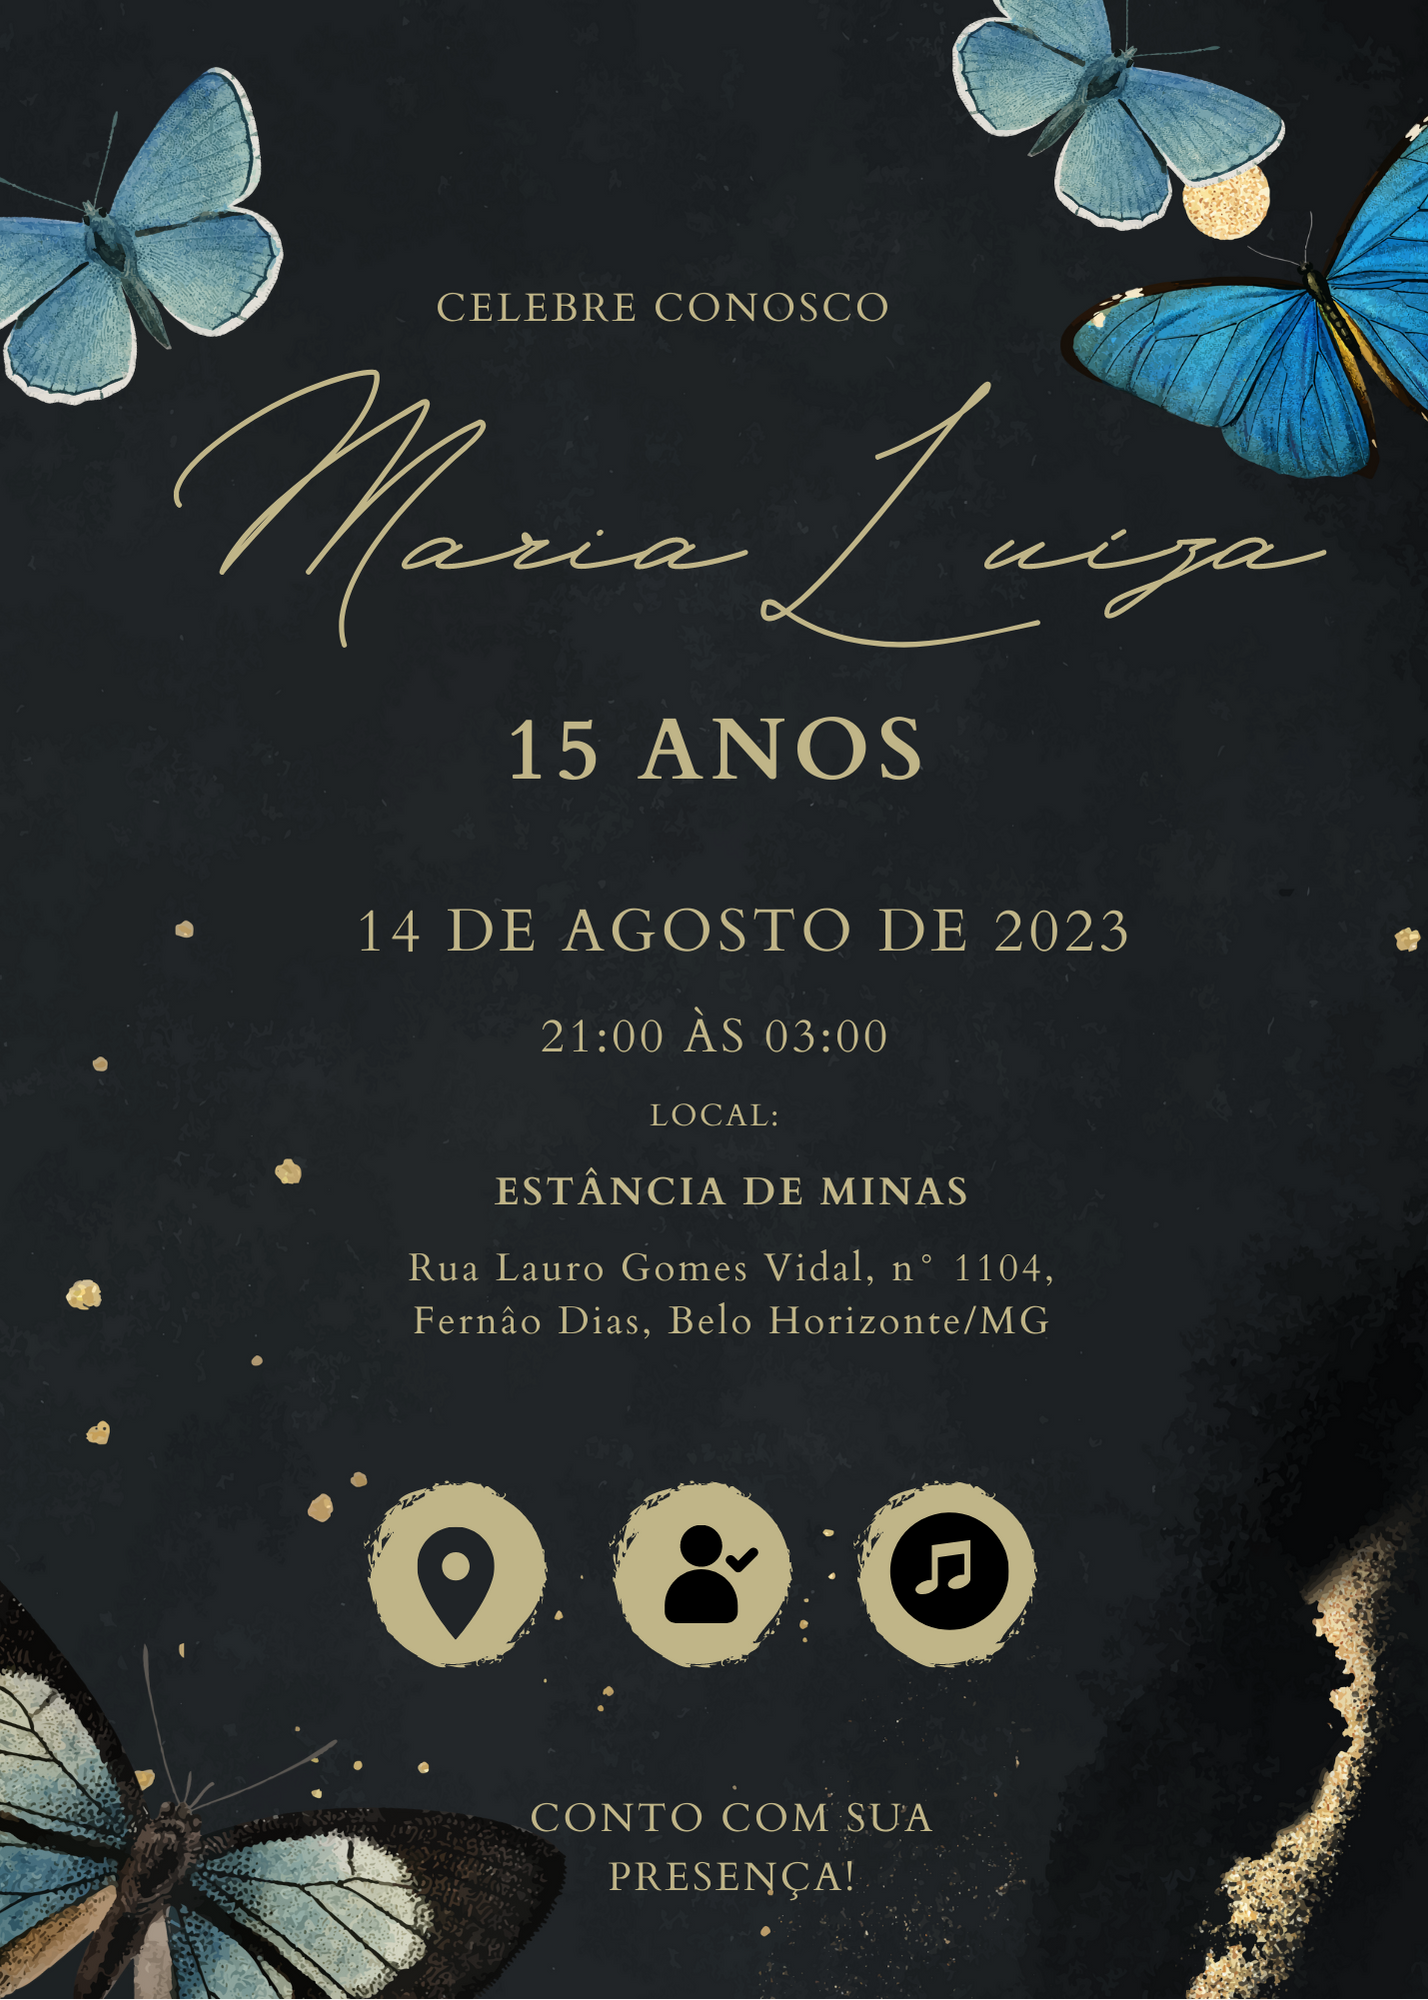 CELEBRE CONOSCO
Maria Luiza
15 ANOS
14 DE AGOSTO DE 2023
21:00 ÀS 03:00
LOCAL:
ESTÂNCIA DE MINAS
Rua Lauro Gomes Vidal, n° 1104,
Fernâo Dias, Belo Horizonte/MG
CONTO COM SUA
PRESENÇA!